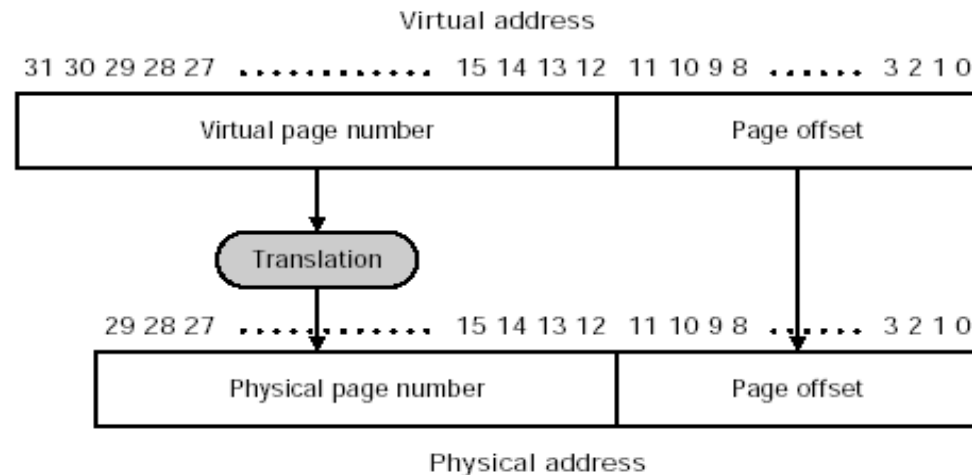 Virtual address
31 30 29 28 27 .............. 15 14 13 12 11 10 9 8 ...... 3 2 1 0
Virtual page number Page offset
Translation
29 28 27 .............. 15 14 13 12 11 10 9 8 ...... 3 2 1 0
Physical page number Page offset
Physical address